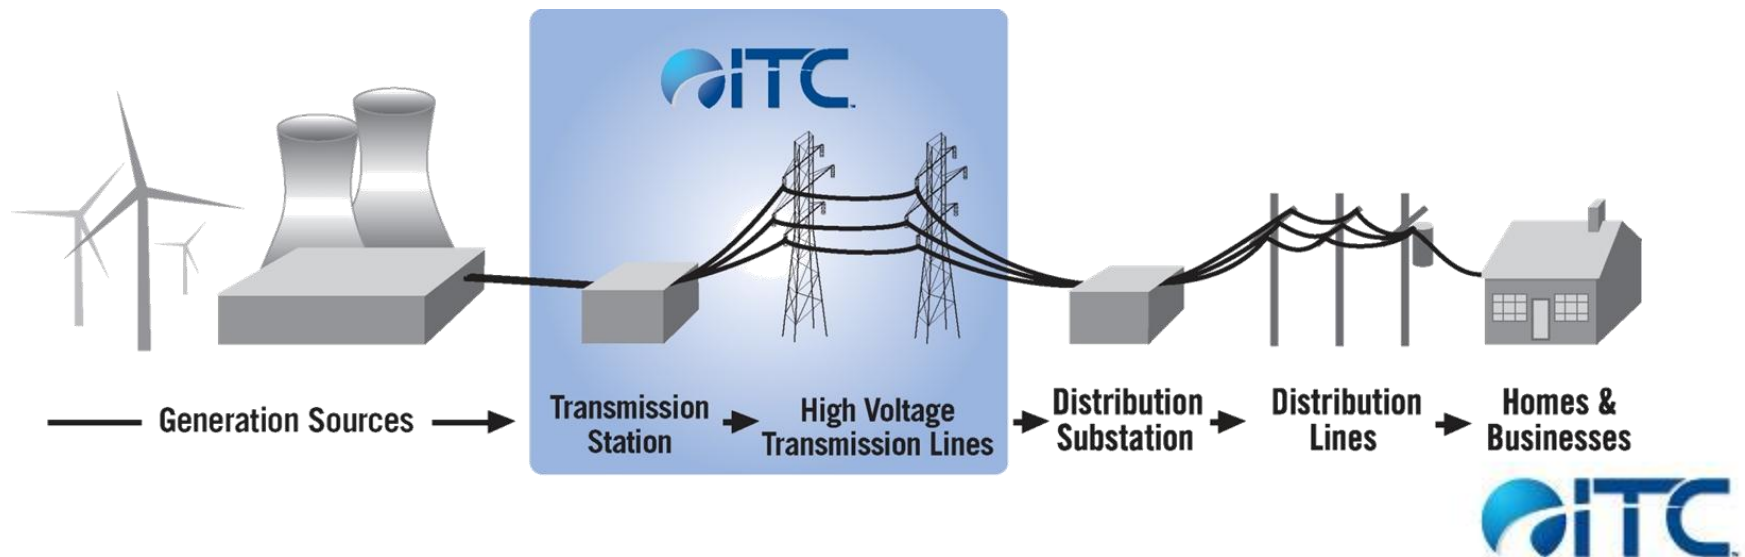 ITC
Generation Sources
Transmission
Station
High Voltage
Transmission Lines
Distribution
Substation
Distribution
Lines
Homes &
Businesses
ITC